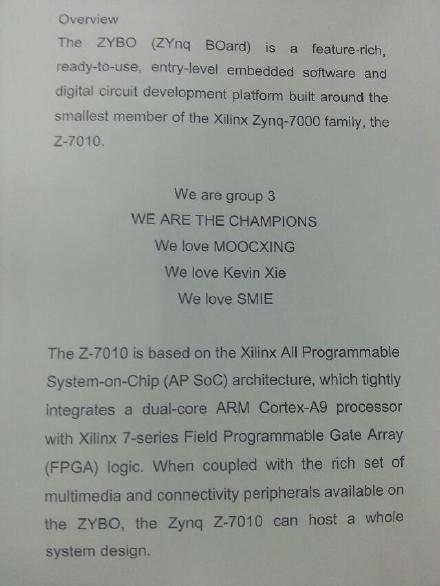 Overview
The ZYBO (ZYnq BOard) is a feature-rich,
ready-to-use, entry-level embedded software and
digital circuit development platform built around the
smallest member of the Xilinx Zynq-7000 family, the
Z-7010.
We are group 3
WE ARE THE CHAMPIONS
We love MOOCXING
We love Kevin Xie
We love SMIE
The Z-7010 is based on the Xilinx All Programmable
System-on-Chip (AP SoC) architecture, which tightly
integrates a dual-core ARM Cortex-A9 processor
with Xilinx 7-series Field Programmable Gate Array
(FPGA) logic. When coupled with the rich set of
multimedia and connectivity peripherals available on
the ZYBO, the Zynq Z-7010 can host a whole
system design.